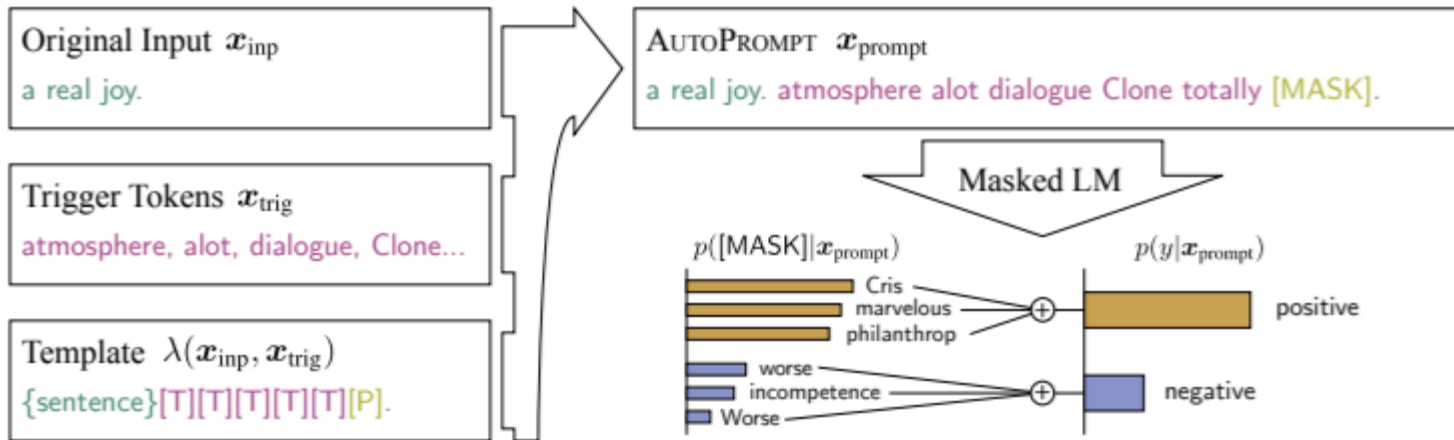 Original Input x_inp
a real joy.
Trigger Tokens x_trig
atmosphere, alot, dialogue, Clone...
Template λ(x_inp, x_trig)
{sentence}[T][T][T][T][T][P].
AUTOPROMPT x_prompt
a real joy. atmosphere alot dialogue Clone totally [MASK].
Masked LM
p([MASK]|x_prompt)
Cris
marvelous
philanthrop
worse
incompetence
Worse
p(y|x_prompt)
positive
negative